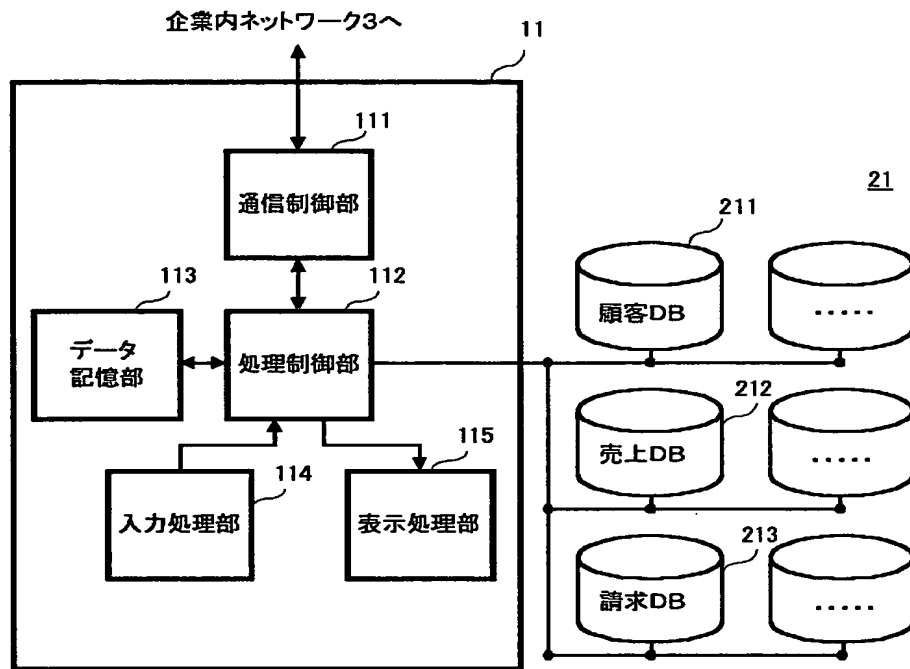 企業内ネットワーク3へ
11
111
通信制御部
21
211
顧客DB
.....
113
112
データ
記憶部
処理制御部
212
売上DB
.....
115
114
入力処理部
表示処理部
213
請求DB
.....